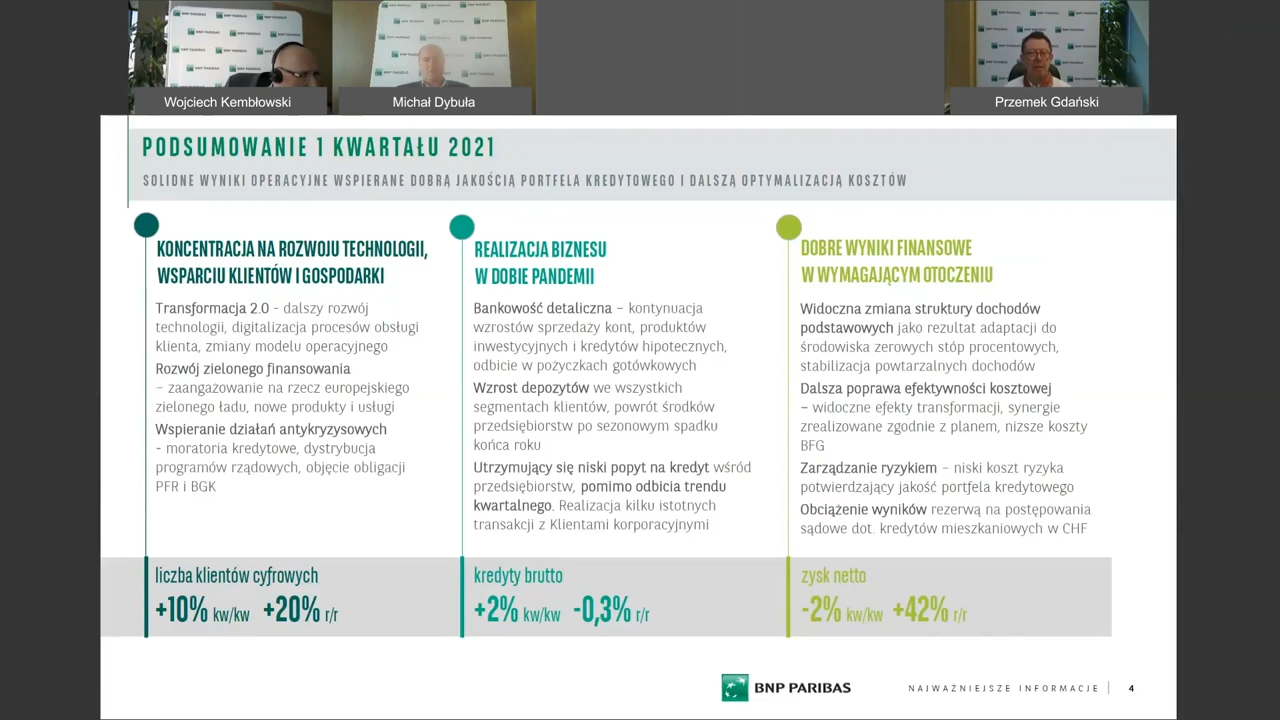 Wojciech Kembłowski
Michał Dybuła
Przemek Gdański
PODSUMOWANIE 1 KWARTAŁU 2021
SOLIDNE WYNIKI OPERACYJNE WSPIERANE DOBRĄ JAKOŚCIĄ PORTFELA KREDYTOWEGO I DALSZĄ OPTYMALIZACJĄ KOSZTÓW
KONCENTRACJA NA ROZWOJU TECHNOLOGII,
WSPARCIU KLIENTÓW I GOSPODARKI
Transformacja 2.0 - dalszy rozwój
technologii, digitalizacja procesów obsługi
klienta, zmiany modelu operacyjnego
Rozwój zielonego finansowania
– zaangażowanie na rzecz europejskiego
zielonego ładu, nowe produkty i usługi
Wspieranie działań antykryzysowych
- moratoria kredytowe, dystrybucja
programów rządowych, objęcie obligacji
PFR i BGK
liczba klientów cyfrowych
+10% kw/kw +20% r/r
REALIZACJA BIZNESU
W DOBIE PANDEMII
Bankowość detaliczna – kontynuacja
wzrostów sprzedaży kont, produktów
inwestycyjnych i kredytów hipotecznych,
odbicie w pożyczkach gotówkowych
Wzrost depozytów we wszystkich
segmentach klientów, powrót środków
przedsiębiorstw po sezonowym spadku
końca roku
Utrzymujący się niski popyt na kredyt wśród
przedsiębiorstw, pomimo odbicia trendu
kwartalnego. Realizacja kilku istotnych
transakcji z Klientami korporacyjnymi
kredyty brutto
+2% kw/kw -0,3% r/r
DOBRE WYNIKI FINANSOWE
W WYMAGAJĄCYM OTOCZENIU
Widoczna zmiana struktury dochodów
podstawowych jako rezultat adaptacji do
środowiska zerowych stóp procentowych,
stabilizacja powtarzalnych dochodów
Dalsza poprawa efektywności kosztowej
– widoczne efekty transformacji, synergie
zrealizowane zgodnie z planem, niższe koszty
BFG
Zarządzanie ryzykiem – niski koszt ryzyka
potwierdzający jakość portfela kredytowego
Obciążenie wyników rezerwą na postępowania
sądowe dot. kredytów mieszkaniowych w CHF
zysk netto
-2% kw/kw +42% r/r
BNP PARIBAS
NAJWAŻNIEJSZE INFORMACJE | 4